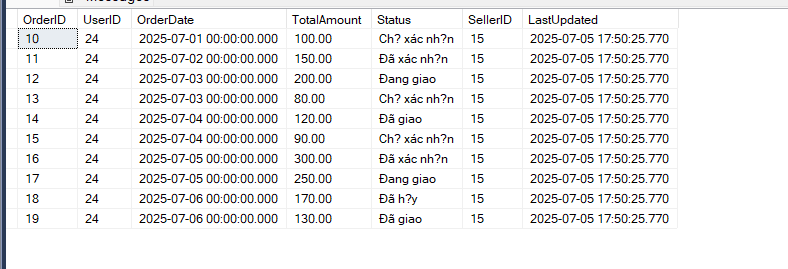 Messages
OrderID UserID OrderDate TotalAmount Status SellerID LastUpdated
10 24 2025-07-01 00:00:00.000 100.00 Ch? xác nh?n 15 2025-07-05 17:50:25.770
11 24 2025-07-02 00:00:00.000 150.00 Đã xác nh?n 15 2025-07-05 17:50:25.770
12 24 2025-07-03 00:00:00.000 200.00 Đang giao 15 2025-07-05 17:50:25.770
13 24 2025-07-03 00:00:00.000 80.00 Ch? xác nh?n 15 2025-07-05 17:50:25.770
14 24 2025-07-04 00:00:00.000 120.00 Đã giao 15 2025-07-05 17:50:25.770
15 24 2025-07-04 00:00:00.000 90.00 Ch? xác nh?n 15 2025-07-05 17:50:25.770
16 24 2025-07-05 00:00:00.000 300.00 Đã xác nh?n 15 2025-07-05 17:50:25.770
17 24 2025-07-05 00:00:00.000 250.00 Đang giao 15 2025-07-05 17:50:25.770
18 24 2025-07-06 00:00:00.000 170.00 Đã h?y 15 2025-07-05 17:50:25.770
19 24 2025-07-06 00:00:00.000 130.00 Đã giao 15 2025-07-05 17:50:25.770